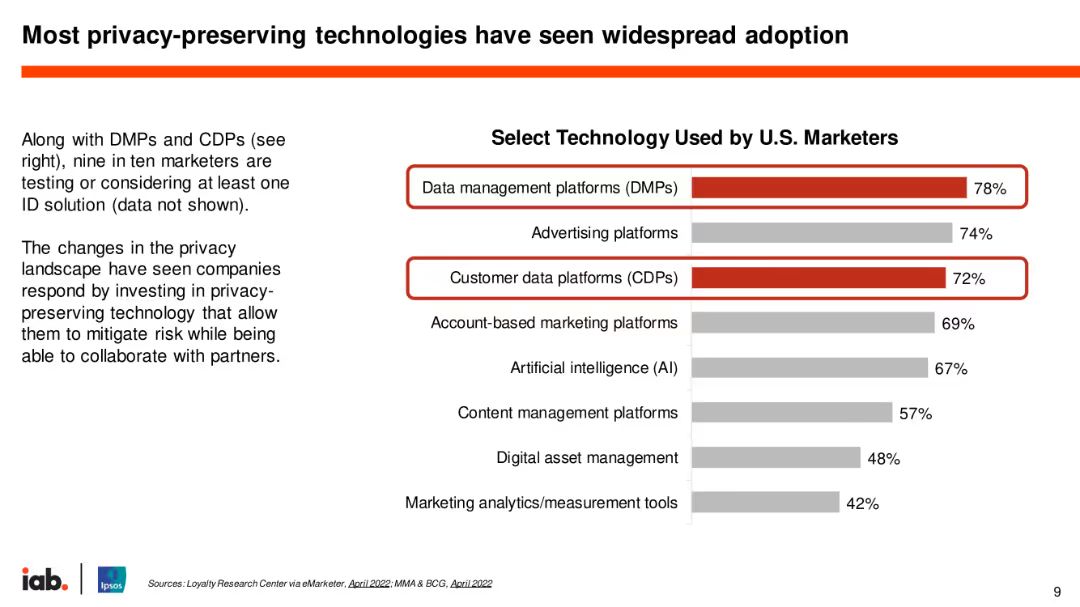 Most privacy-preserving technologies have seen widespread adoption
Along with DMPs and CDPs (see
right), nine in ten marketers are
testing or considering at least one
ID solution (data not shown).
The changes in the privacy
landscape have seen companies
respond by investing in privacy-
preserving technology that allow
them to mitigate risk while being
able to collaborate with partners.
Select Technology Used by U.S. Marketers
Data management platforms (DMPs) 78%
Advertising platforms 74%
Customer data platforms (CDPs) 72%
Account-based marketing platforms 69%
Artificial intelligence (AI) 67%
Content management platforms 57%
Digital asset management 48%
Marketing analytics/measurement tools 42%
iab.
Ipsos
Sources: Loyalty Research Center via eMarketer, April 2022; MMA & BCG, April 2022
9